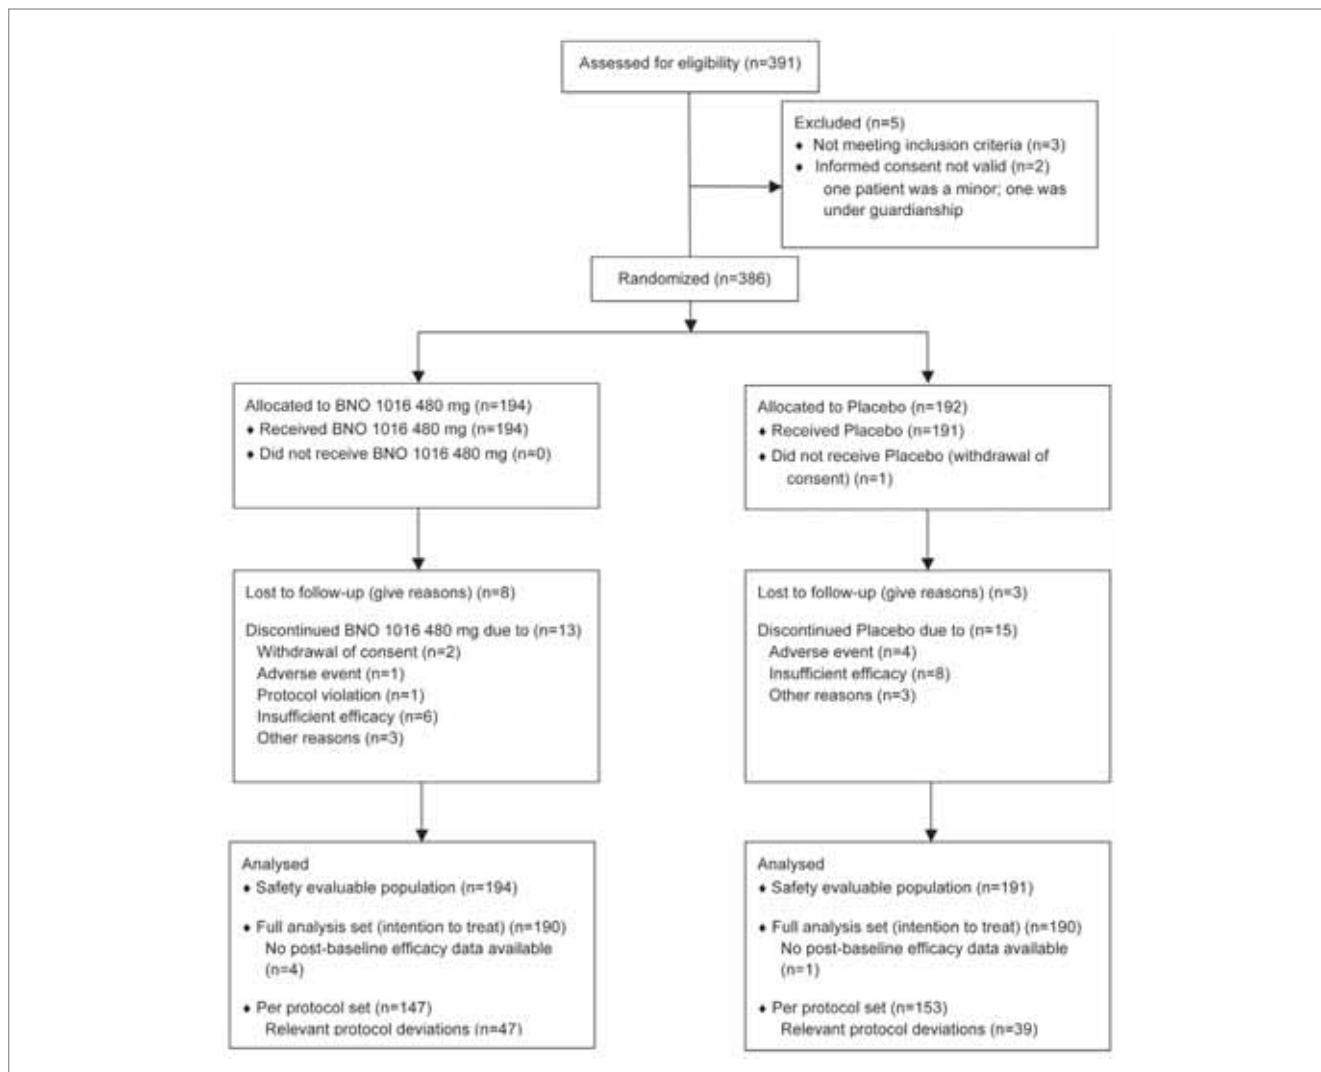 Assessed for eligibility (n=391)
Excluded (n=5)
♦ Not meeting inclusion criteria (n=3)
♦ Informed consent not valid (n=2)
one patient was a minor; one was
under guardianship
Randomized (n=386)
Allocated to BNO 1016 480 mg (n=194)
♦ Received BNO 1016 480 mg (n=194)
♦ Did not receive BNO 1016 480 mg (n=0)
Allocated to Placebo (n=192)
♦ Received Placebo (n=191)
♦ Did not receive Placebo (withdrawal of
consent) (n=1)
Lost to follow-up (give reasons) (n=8)
Discontinued BNO 1016 480 mg due to (n=13)
Withdrawal of consent (n=2)
Adverse event (n=1)
Protocol violation (n=1)
Insufficient efficacy (n=6)
Other reasons (n=3)
Lost to follow-up (give reasons) (n=3)
Discontinued Placebo due to (n=15)
Adverse event (n=4)
Insufficient efficacy (n=8)
Other reasons (n=3)
Analysed
♦ Safety evaluable population (n=194)
♦ Full analysis set (intention to treat) (n=190)
No post-baseline efficacy data available
(n=4)
♦ Per protocol set (n=147)
Relevant protocol deviations (n=47)
Analysed
♦ Safety evaluable population (n=191)
♦ Full analysis set (intention to treat) (n=190)
No post-baseline efficacy data available
(n=1)
♦ Per protocol set (n=153)
Relevant protocol deviations (n=39)